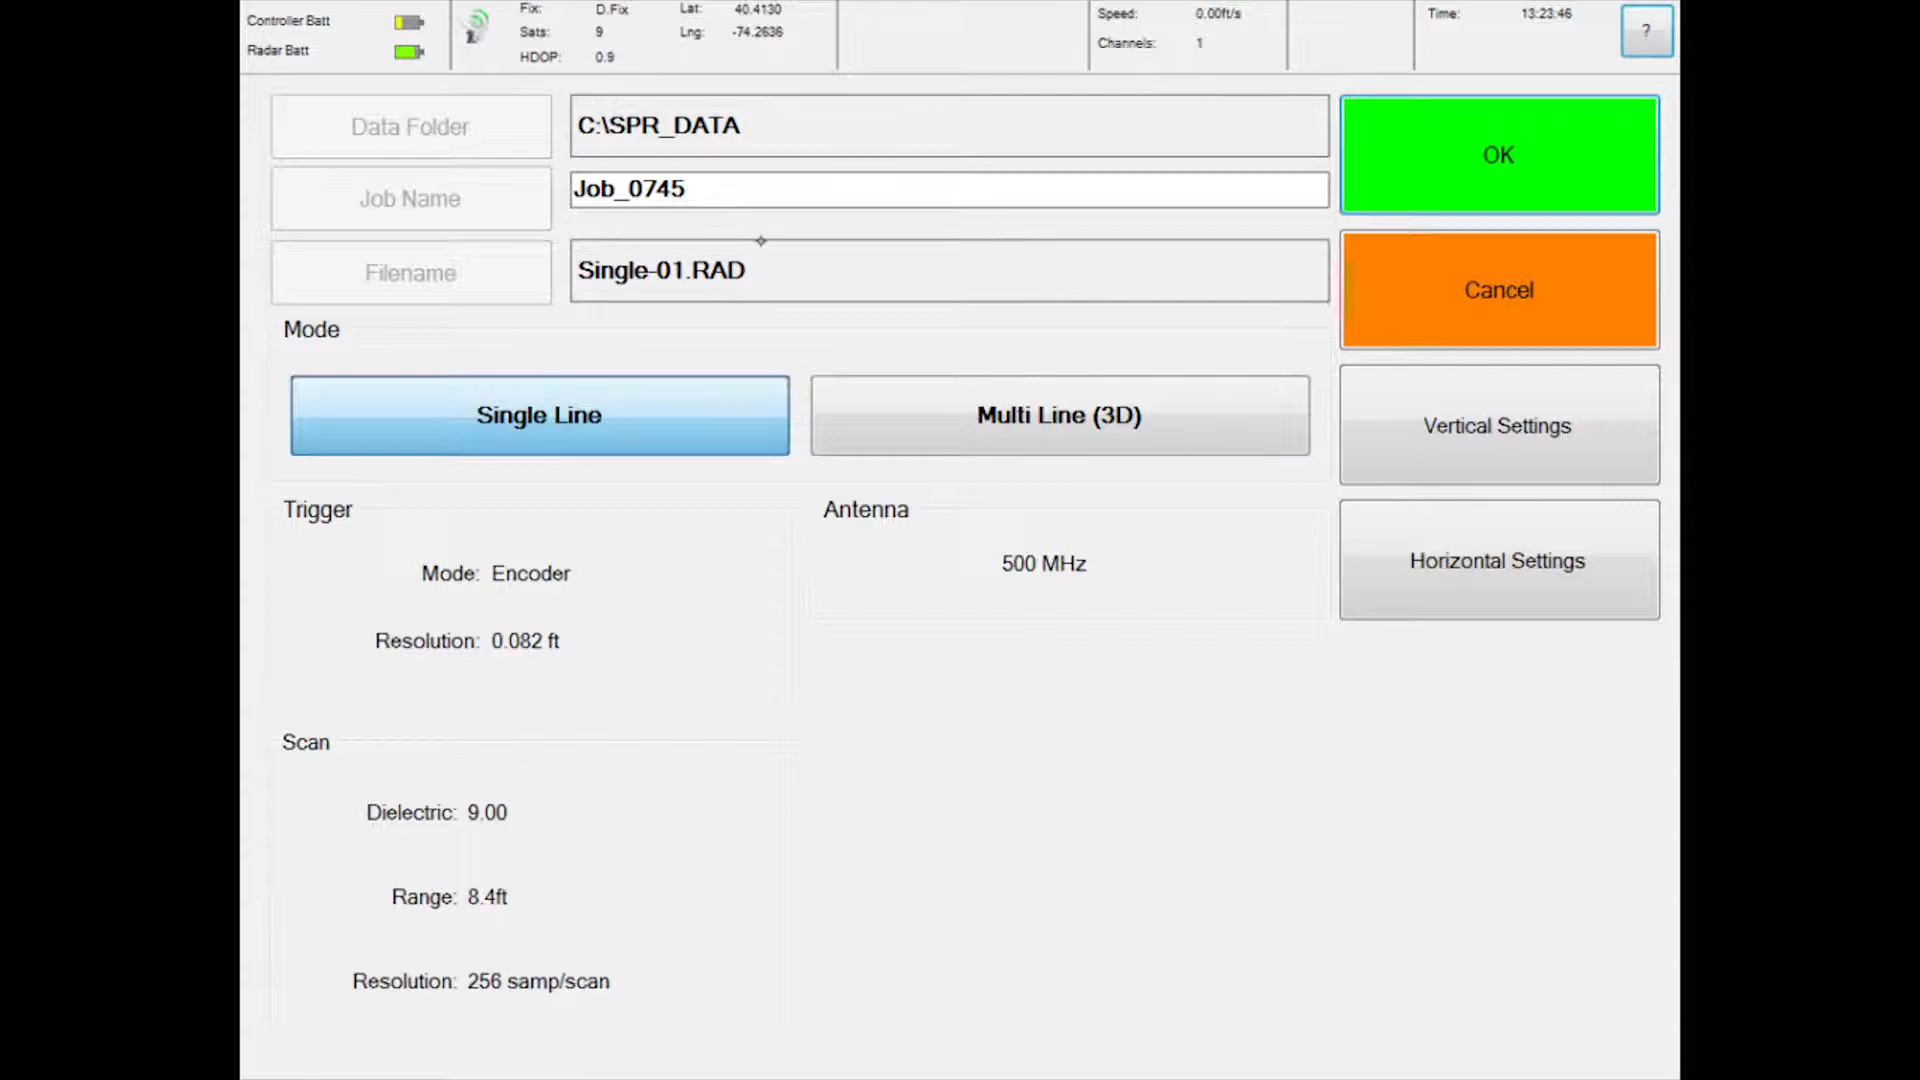 Controller Batt
Radar Batt
Fix: D.Fix
Sats: 9
HDOP: 0.9
Lat: 40.4130
Lng: -74.2636
Speed: 0.00ft/s
Channels: 1
Time: 13:23:46
?
Data Folder C:\SPR_DATA
Job Name Job_0745
Filename Single-01.RAD
OK
Cancel
Mode
Single Line Multi Line (3D)
Vertical Settings
Horizontal Settings
Trigger
Mode: Encoder
Resolution: 0.082 ft
Antenna
500 MHz
Scan
Dielectric: 9.00
Range: 8.4ft
Resolution: 256 samp/scan